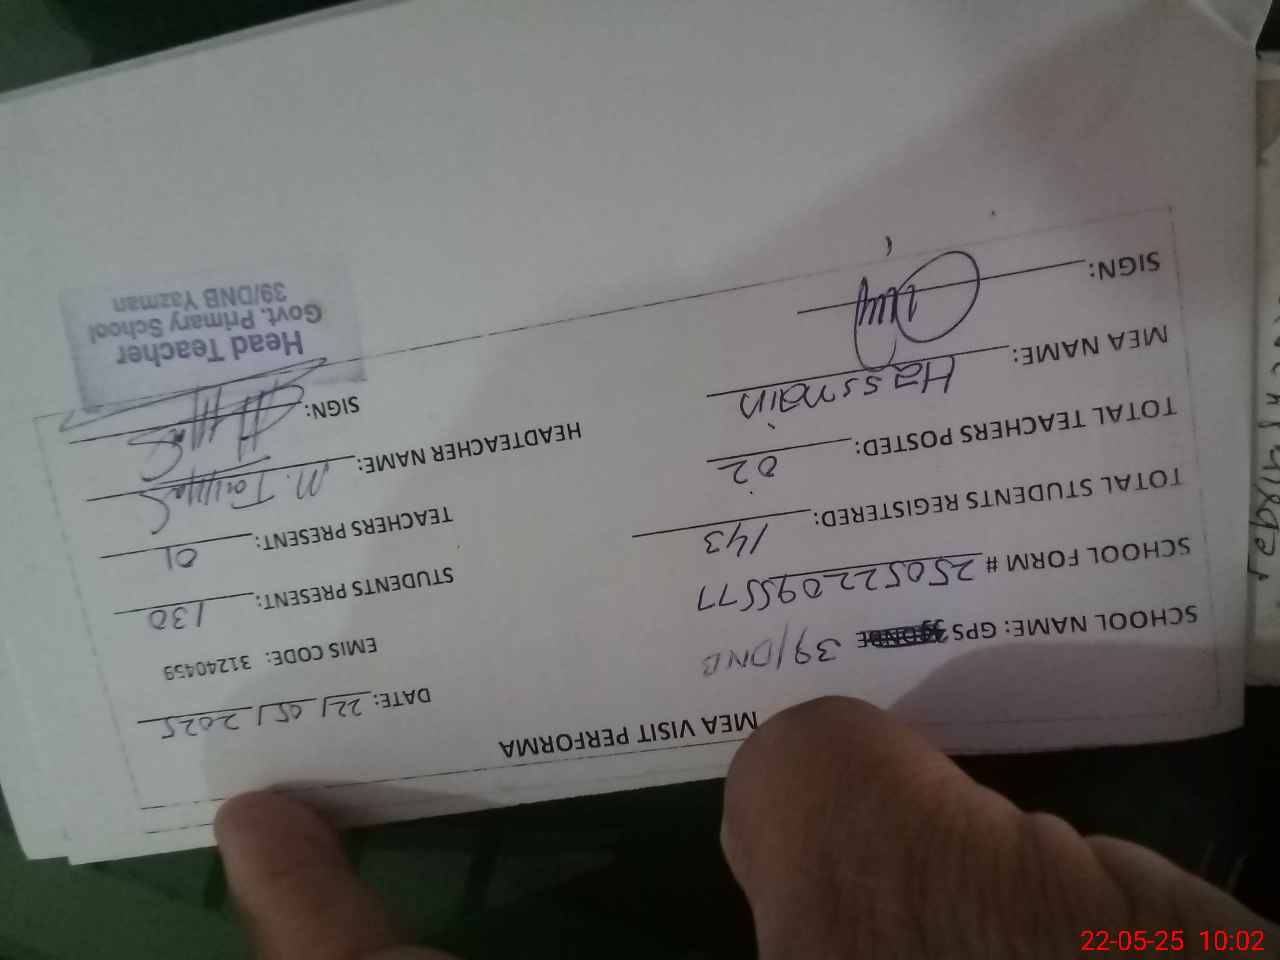 MEA VISIT PERFORMA
DATE: 22/05/2025
SCHOOL NAME: GPS 39/DNB
EMIS CODE: 31240459
SCHOOL FORM # 250522095577
STUDENTS PRESENT: 130
TOTAL STUDENTS REGISTERED: 143
TEACHERS PRESENT: 01
TOTAL TEACHERS POSTED: 02
HEADTEACHER NAME: M.
MEA NAME: Hassnain
SIGN:
SIGN:
Head Teacher
Govt. Primary School
39/DNB Yazman
22-05-25 10:02